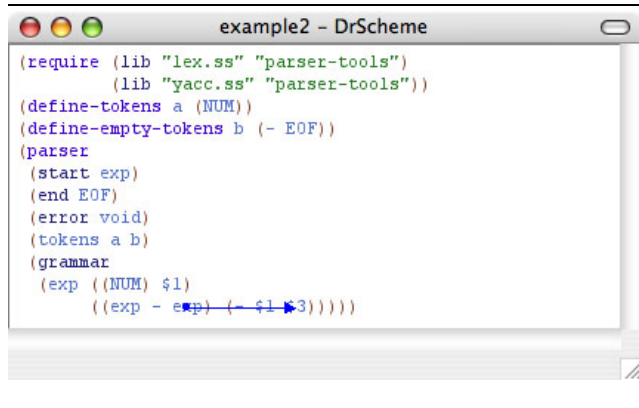 example2 - DrScheme
(require (lib "lex.ss" "parser-tools")
(lib "yacc.ss" "parser-tools"))
(define-tokens a (NUM))
(define-empty-tokens b (- EOF))
(parser
(start exp)
(end EOF)
(error void)
(tokens a b)
(grammar
(exp ((NUM) $1)
((exp - exp) (- $1 $3)))))